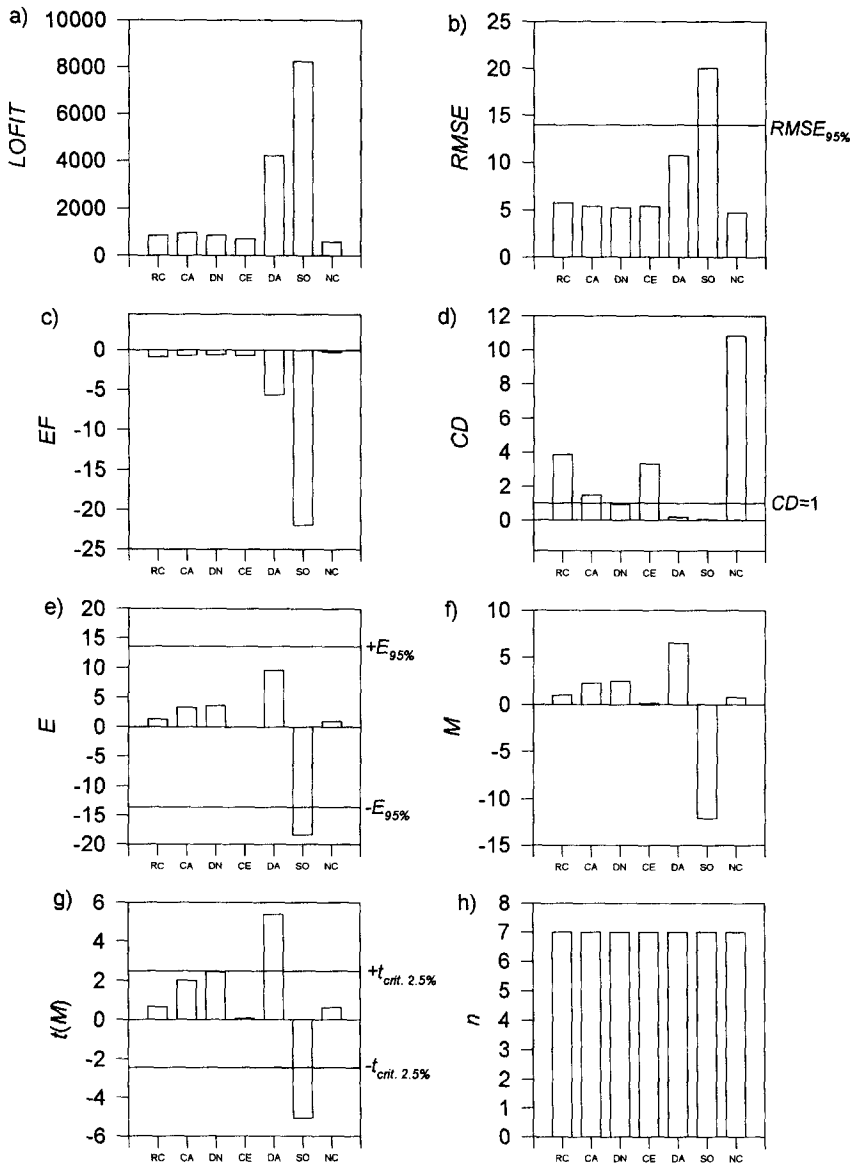 a)
10000
8000
6000
4000
2000
0
LOFIT
RC CA DN CE DA SO NC
b)
25
20
15
10
5
0
RMSE
RMSE95%
RC CA DN CE DA SO NC
c)
0
-5
-10
-15
-20
-25
EF
RC CA DN CE DA SO NC
d)
12
10
8
6
4
2
0
CD
CD=1
RC CA DN CE DA SO NC
e)
20
15
10
5
0
-5
-10
-15
-20
E
+E95%
-E95%
RC CA DN CE DA SO NC
f)
10
5
0
-5
-10
-15
M
RC CA DN CE DA SO NC
g)
6
4
2
0
-2
-4
-6
t(M)
+tcrit. 2.5%
-tcrit. 2.5%
RC CA DN CE DA SO NC
h)
8
7
6
5
4
3
2
1
0
n
RC CA DN CE DA SO NC